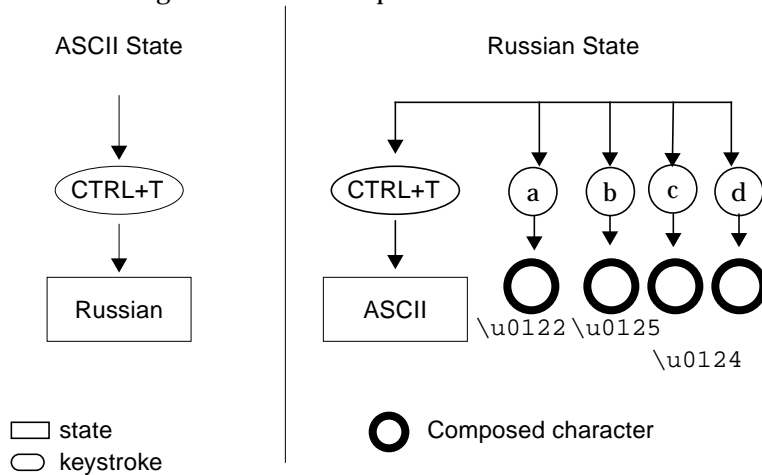 ASCII State
Russian State
CTRL+T
CTRL+T
a
b
c
d
Russian
ASCII
\u0122
\u0125
\u0124
state
keystroke
Composed character